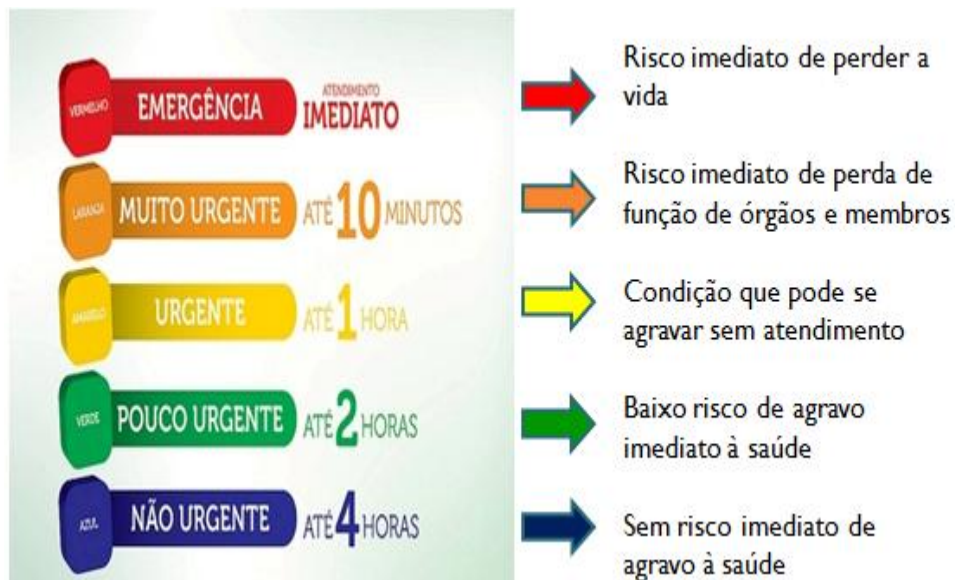 VERMELHO
EMERGÊNCIA
ATENDIMENTO
IMEDIATO
Risco imediato de perder a
vida
LARANJA
MUITO URGENTE
ATÉ 10 MINUTOS
Risco imediato de perda de
função de órgãos e membros
AMARELO
URGENTE
ATÉ 1 HORA
Condição que pode se
agravar sem atendimento
VERDE
POUCO URGENTE
ATÉ 2 HORAS
Baixo risco de agravo
imediato à saúde
AZUL
NÃO URGENTE
ATÉ 4 HORAS
Sem risco imediato de
agravo à saúde